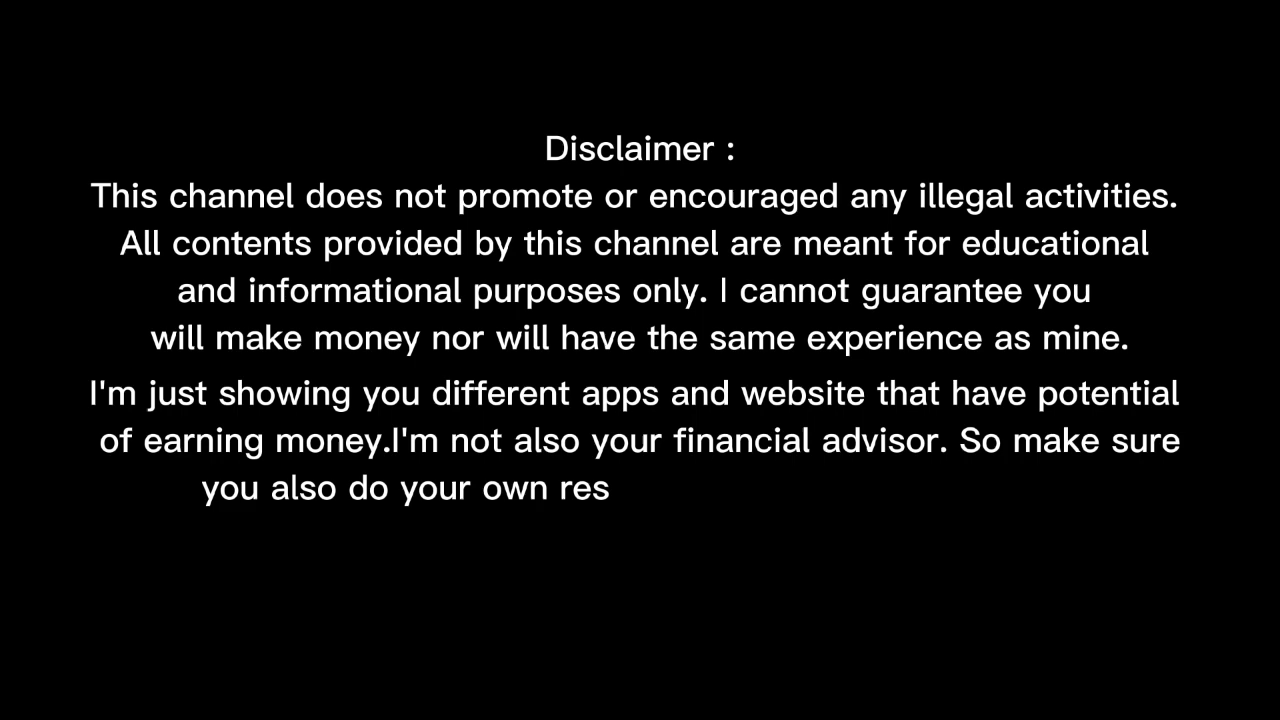 Disclaimer :
This channel does not promote or encouraged any illegal activities.
All contents provided by this channel are meant for educational
and informational purposes only. I cannot guarantee you
will make money nor will have the same experience as mine.
I'm just showing you different apps and website that have potential
of earning money.I'm not also your financial advisor. So make sure
you also do your own res